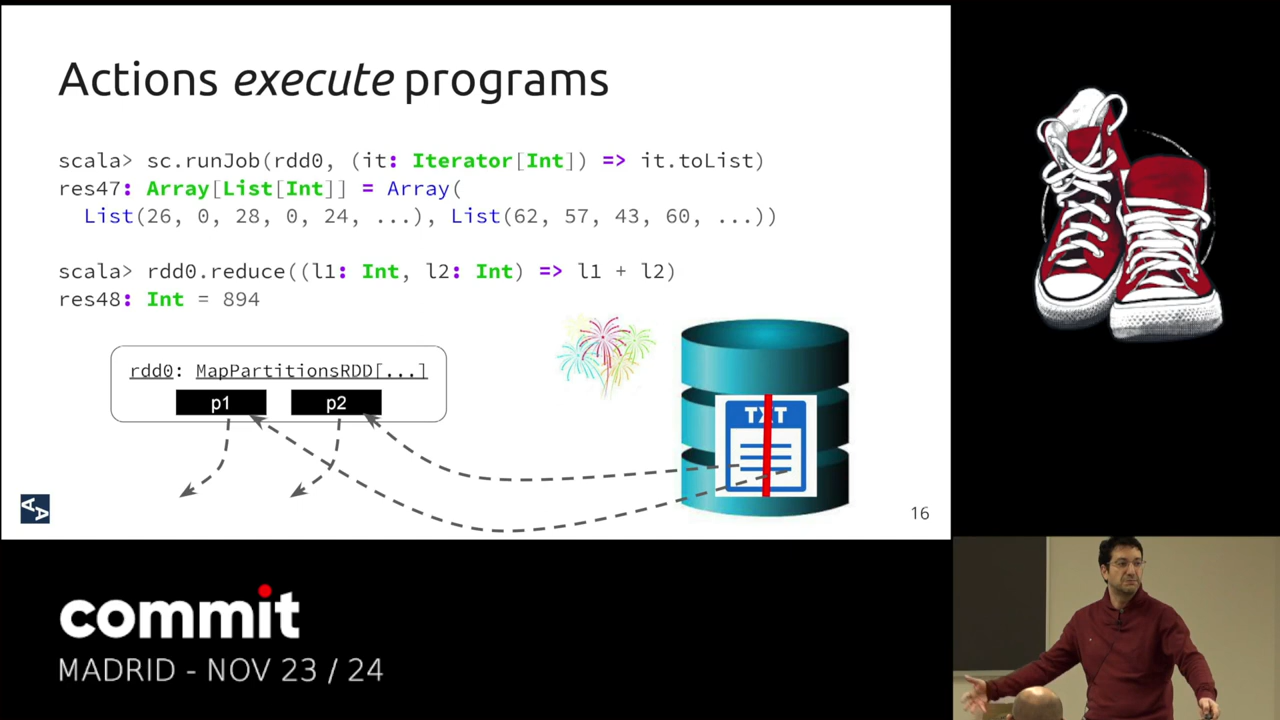 Actions execute programs
scala> sc.runJob(rdd0, (it: Iterator[Int]) => it.toList)
res47: Array[List[Int]] = Array(
List(26, 0, 28, 0, 24, ...), List(62, 57, 43, 60, ...))
scala> rdd0.reduce((l1: Int, l2: Int) => l1 + l2)
res48: Int = 894
rdd0: MapPartitionsRDD[...]
p1 p2
TXT
AA
16
commit
MADRID - NOV 23 / 24